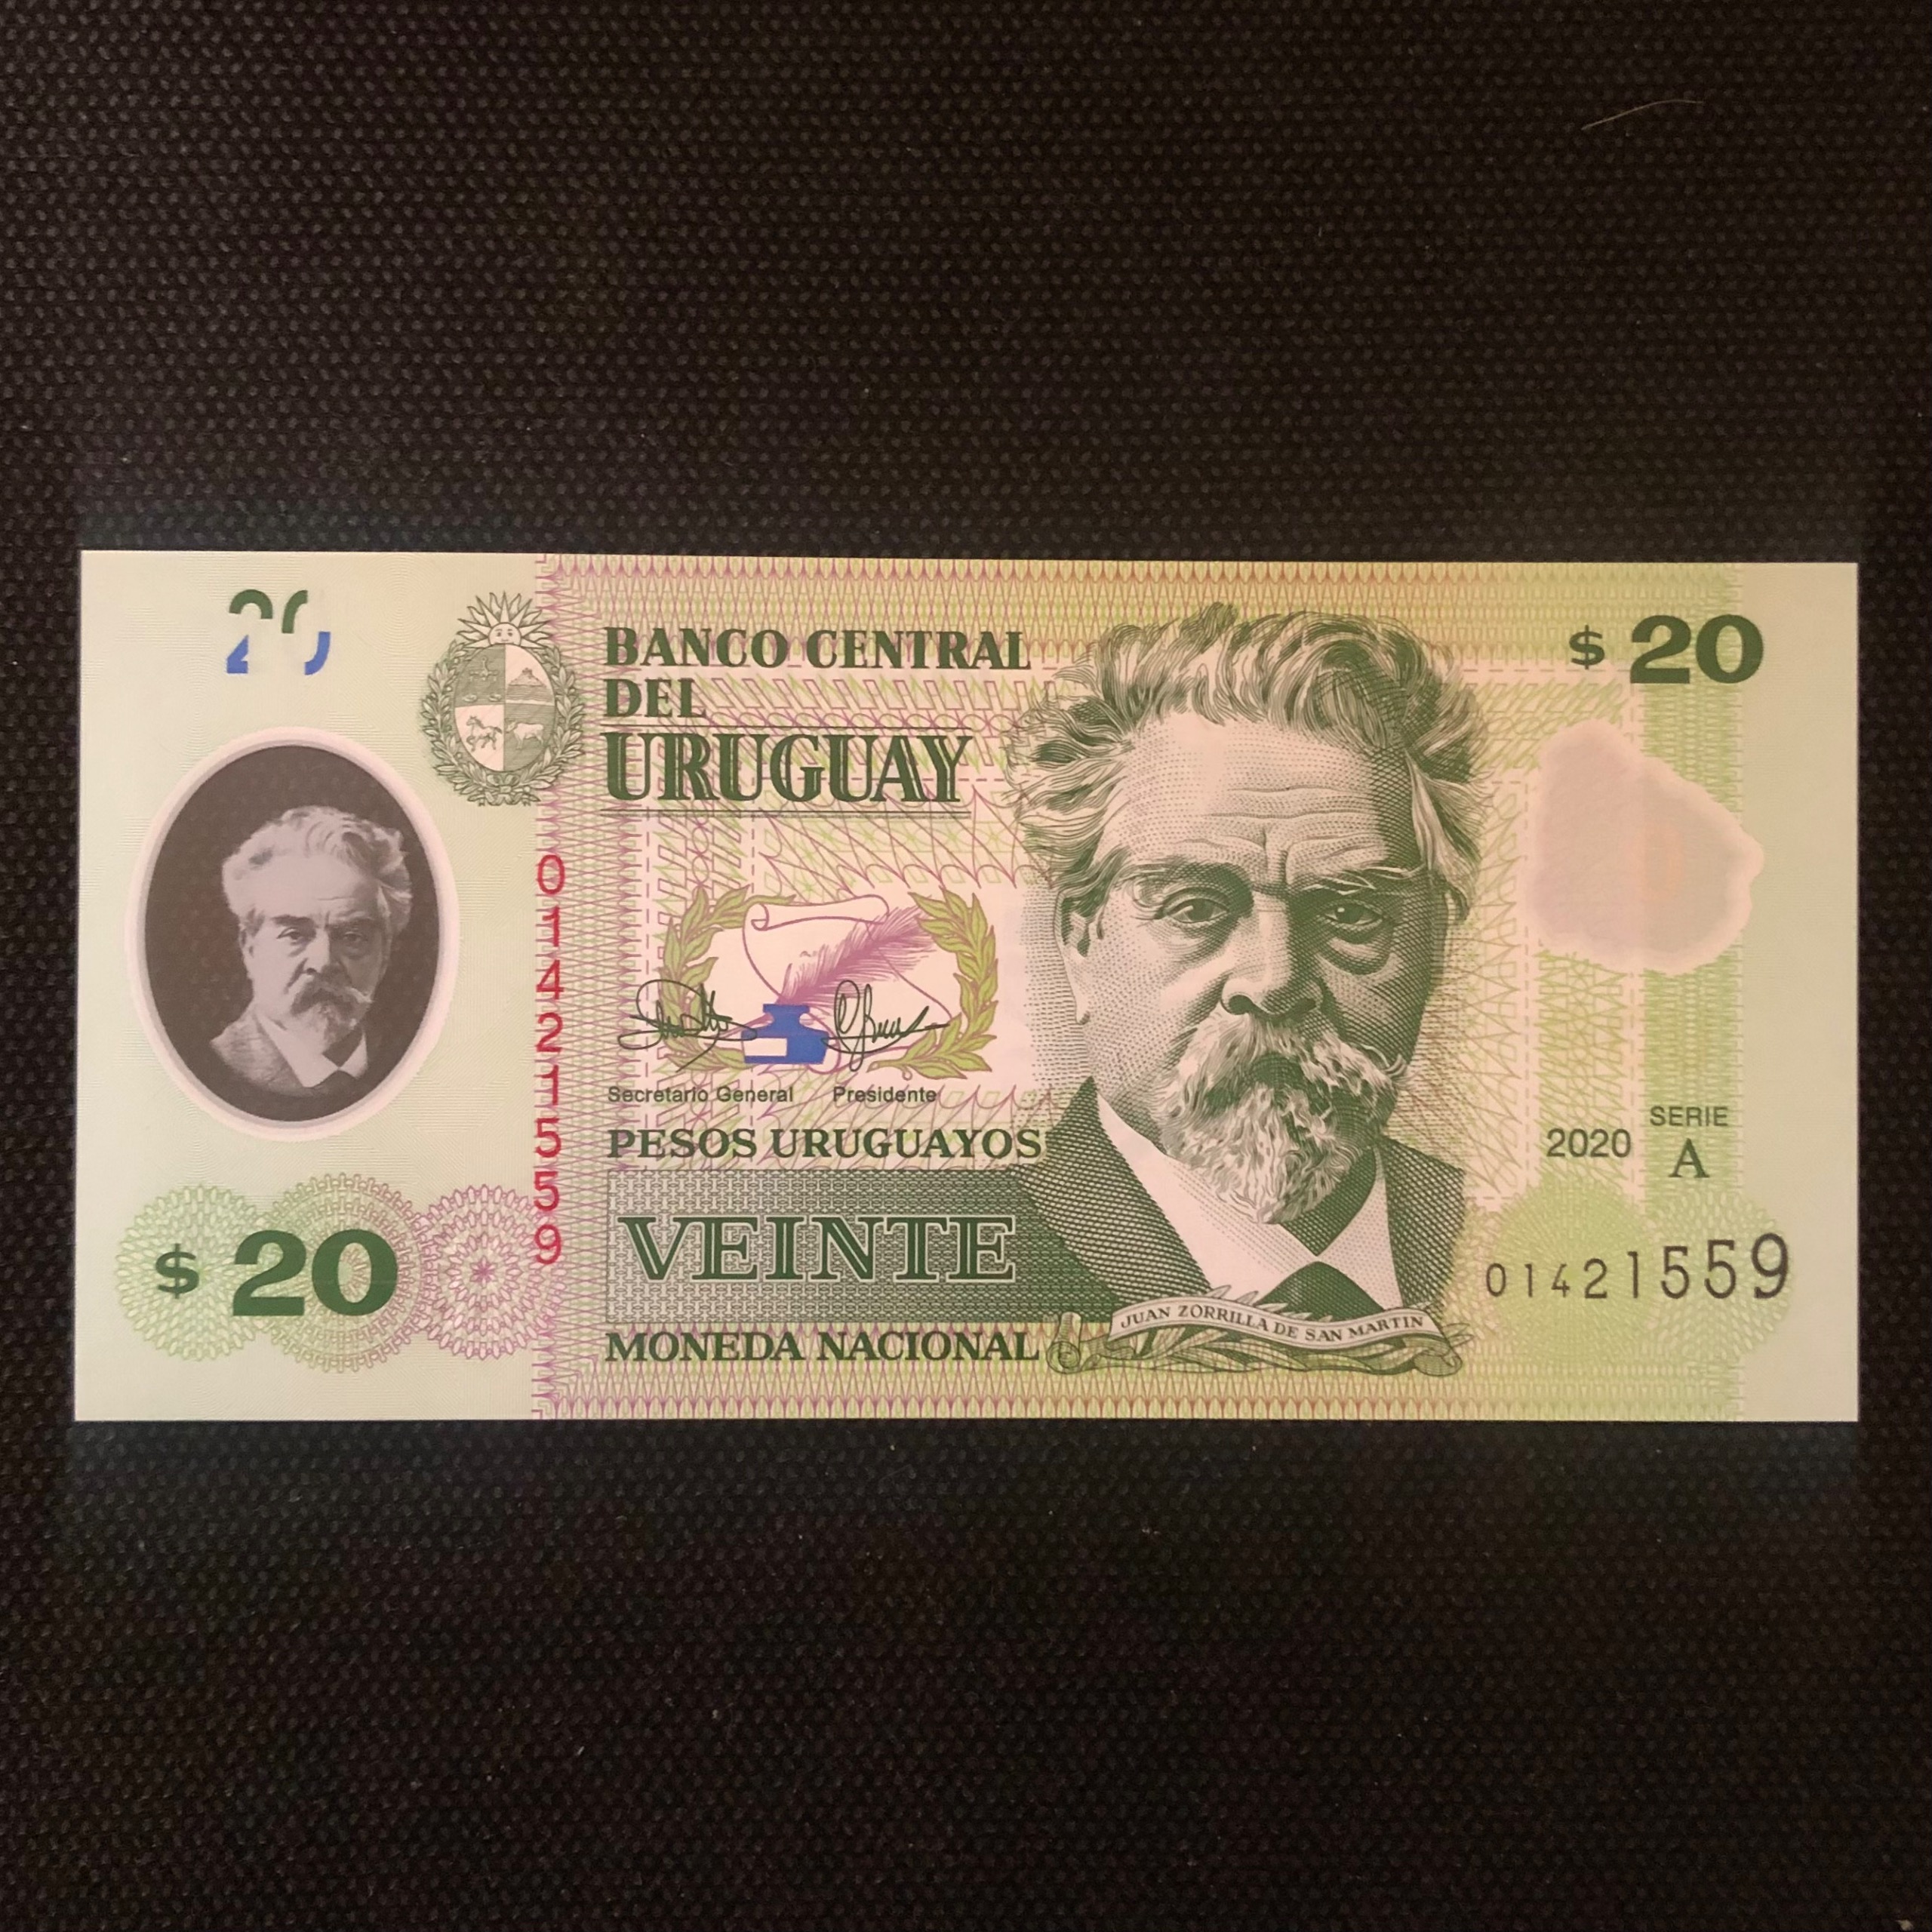 20
BANCO CENTRAL
DEL
URUGUAY
$ 20
01421559
Secretario General Presidente
PESOS URUGUAYOS
VEINTE
MONEDA NACIONAL
$ 20
JUAN ZORRILLA DE SAN MARTIN
2020
SERIE
A
01421559